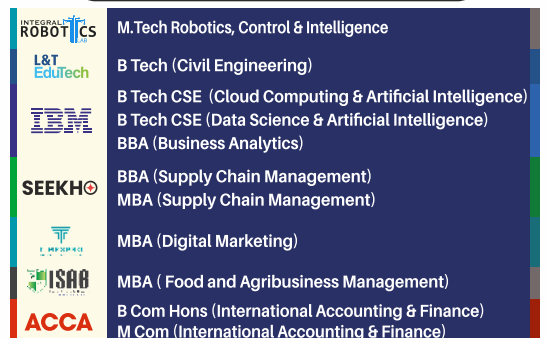 INTEGRAL
ROBOTICS
LAB
M.Tech Robotics, Control & Intelligence
L&T
EduTech
B Tech (Civil Engineering)
IBM
B Tech CSE (Cloud Computing & Artificial Intelligence)
B Tech CSE (Data Science & Artificial Intelligence)
BBA (Business Analytics)
SEEKHO
BBA (Supply Chain Management)
MBA (Supply Chain Management)
MBA (Digital Marketing)
ISAB
MBA ( Food and Agribusiness Management)
ACCA
B Com Hons (International Accounting & Finance)
M Com (International Accounting & Finance)